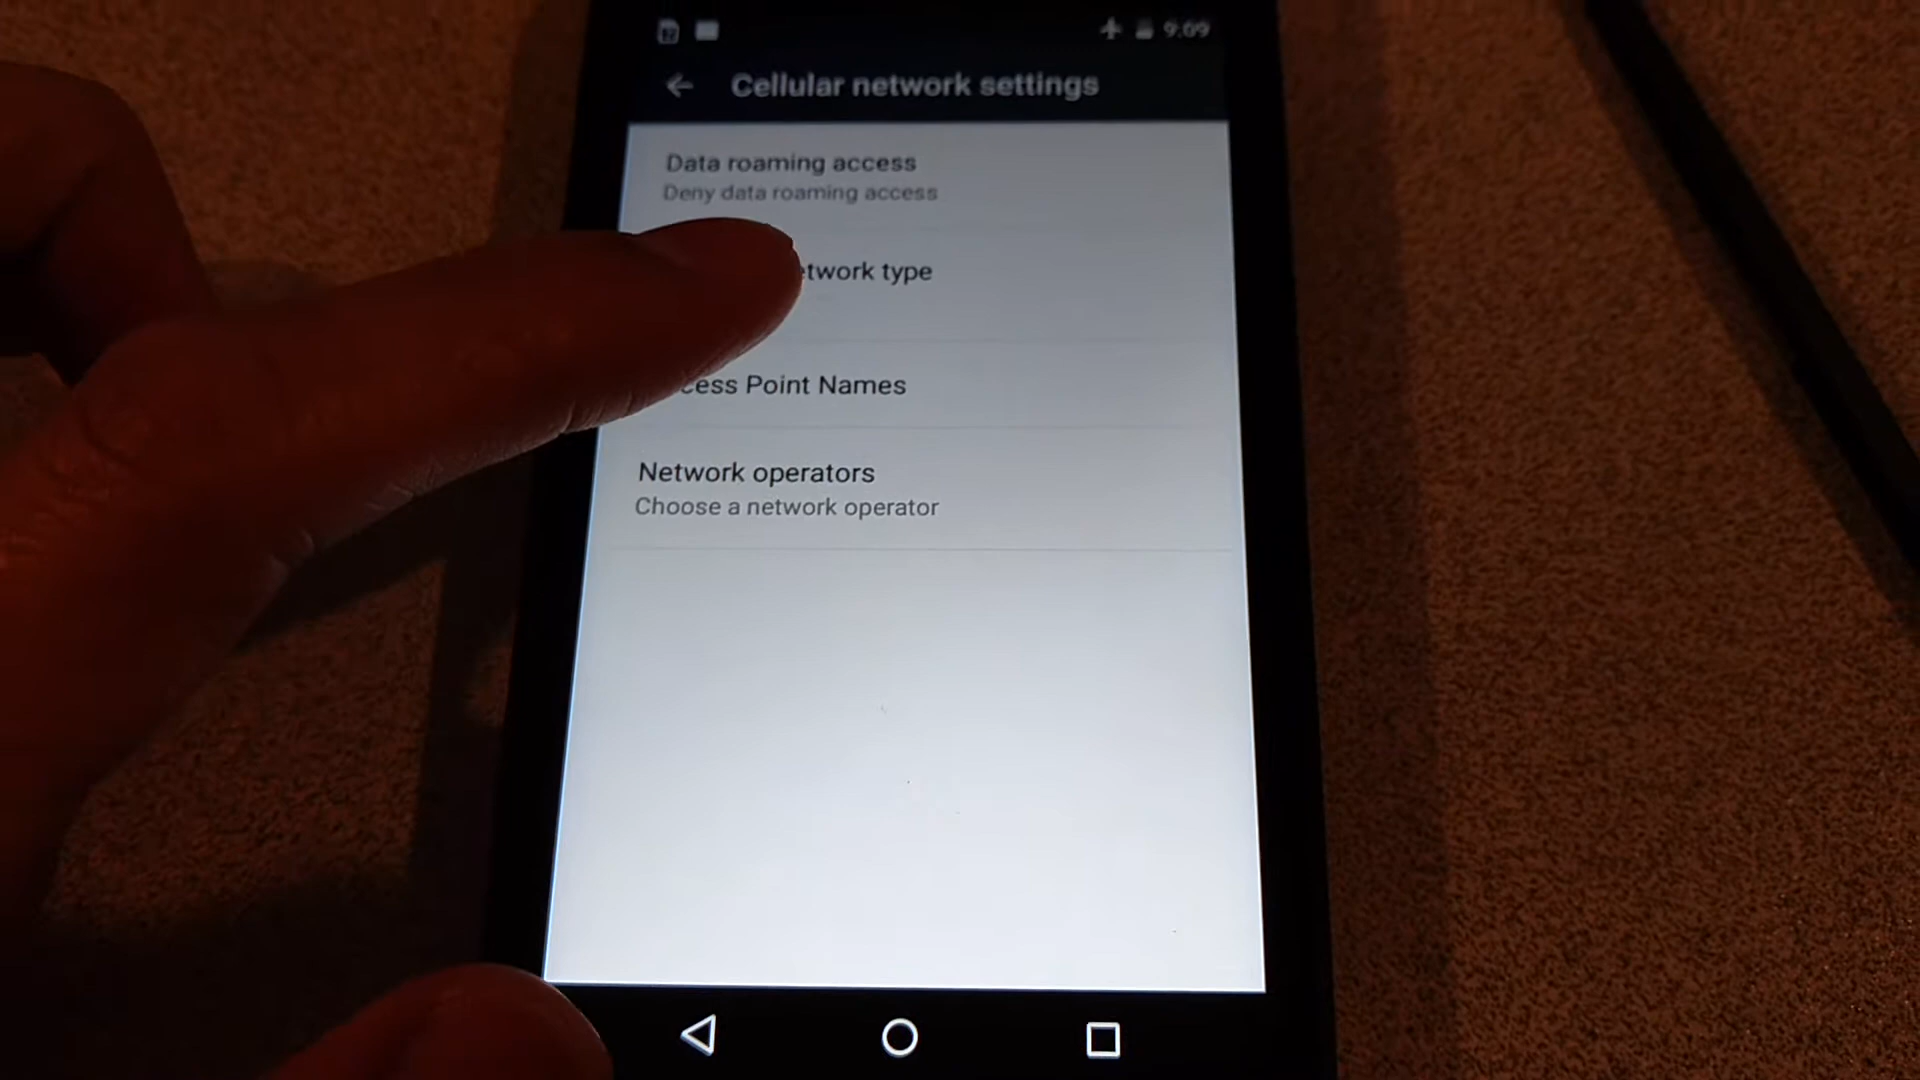 9:09
Cellular network settings
Data roaming access
Deny data roaming access
etwork type
cess Point Names
Network operators
Choose a network operator